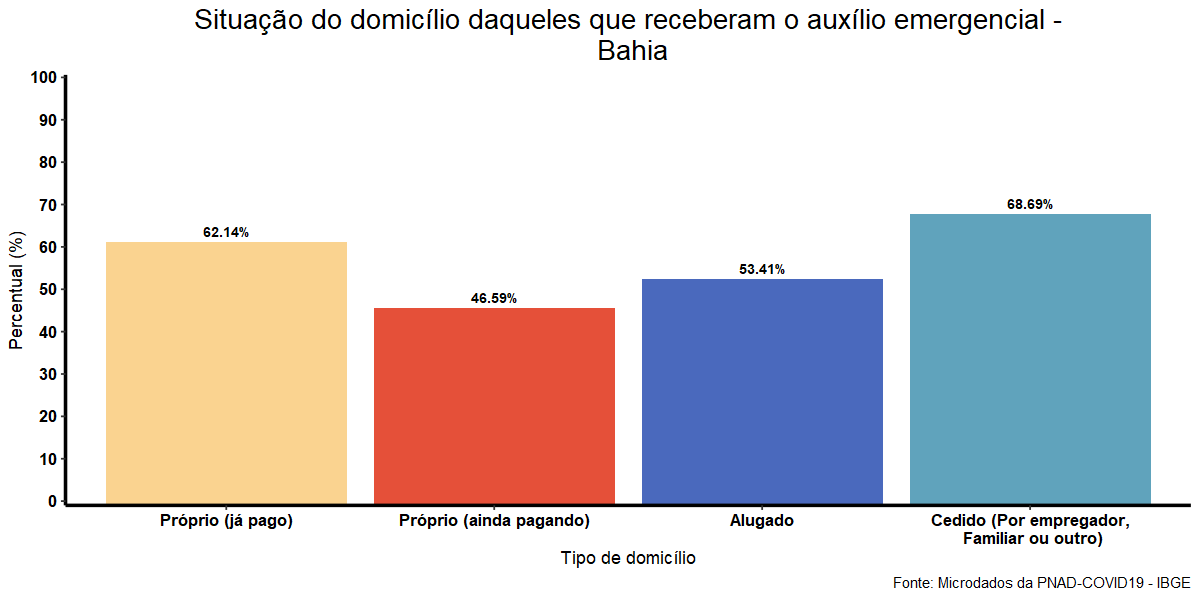 Situação do domicílio daqueles que receberam o auxílio emergencial -
Bahia
Percentual (%)
100
90
80
70
60
50
40
30
20
10
0
62.14%
46.59%
53.41%
68.69%
Próprio (já pago)
Próprio (ainda pagando)
Alugado
Cedido (Por empregador,
Familiar ou outro)
Tipo de domicílio
Fonte: Microdados da PNAD-COVID19 - IBGE